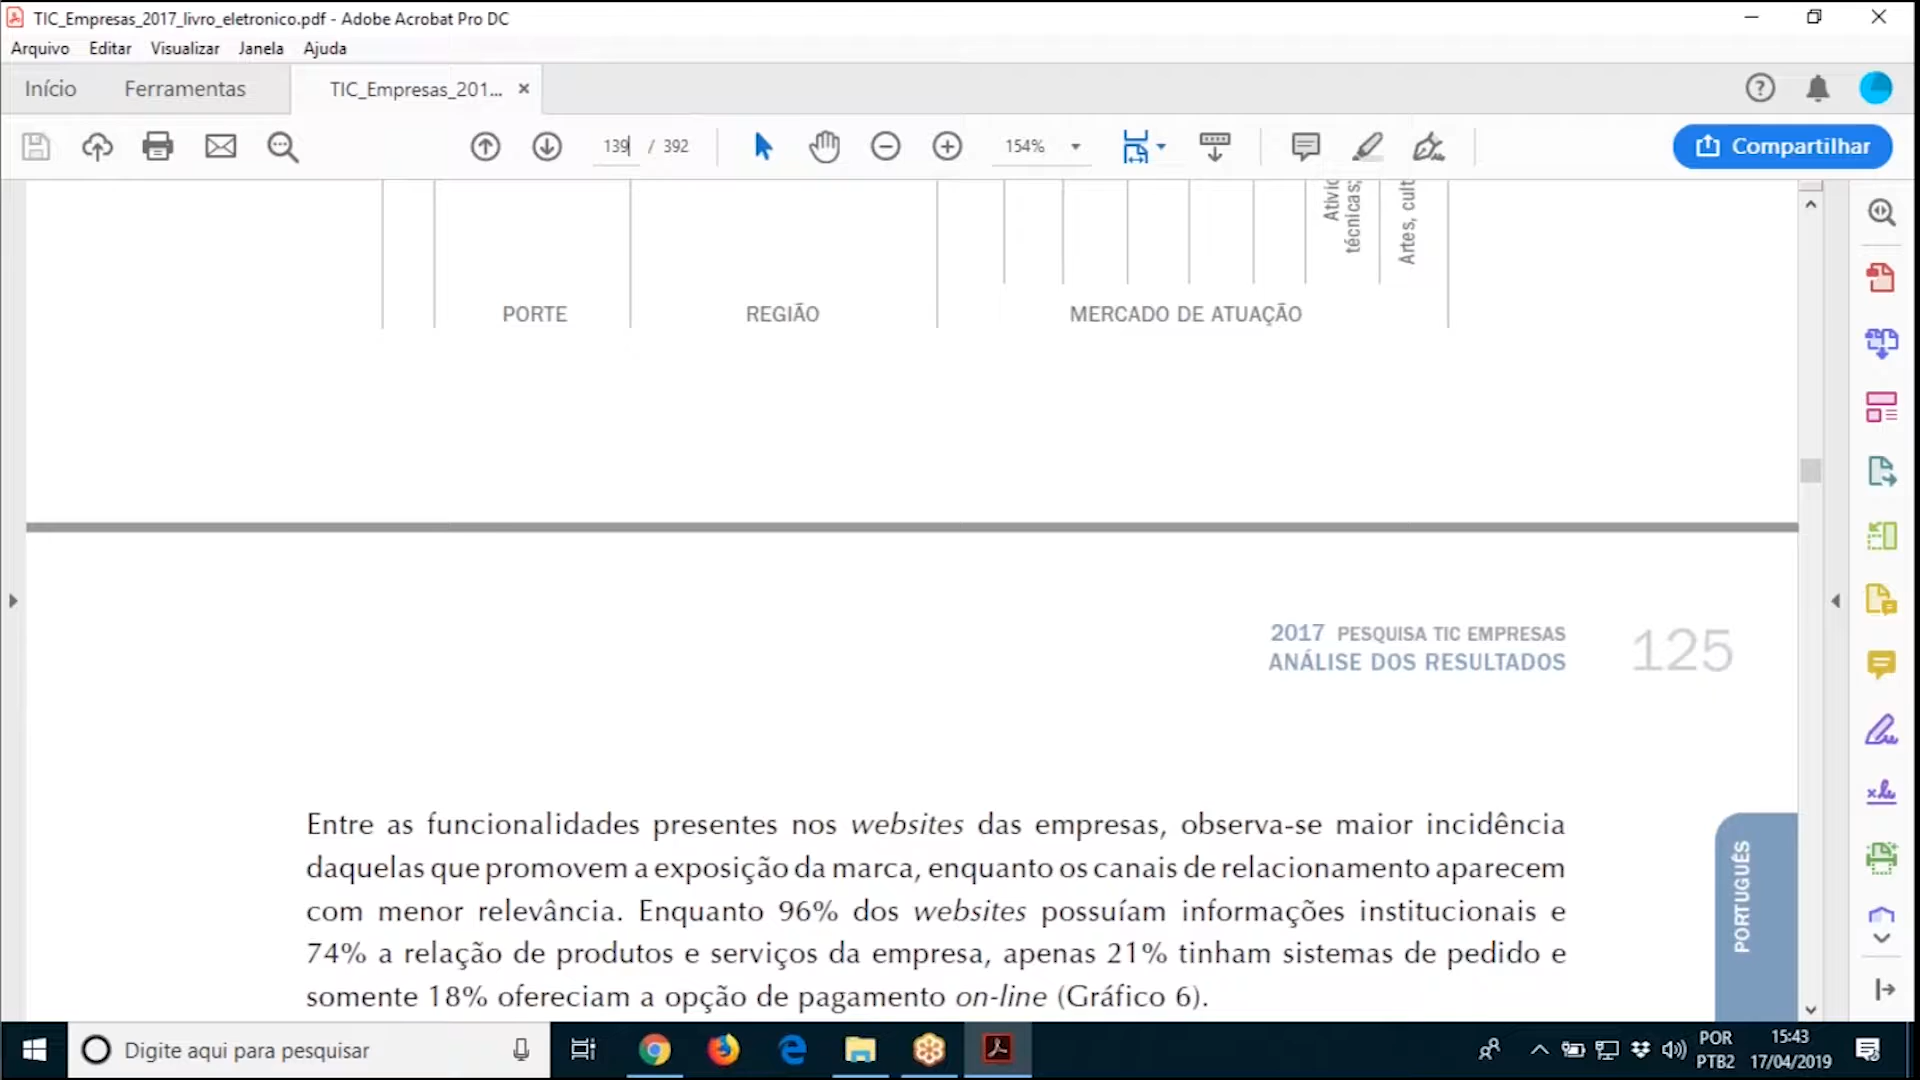 TIC_Empresas_2017_livro_eletronico.pdf - Adobe Acrobat Pro DC
Arquivo Editar Visualizar Janela Ajuda
Início Ferramentas TIC_Empresas_201... ×
139 / 392 154% Compartilhar
técnicas;
Artes, cult
PORTE REGIÃO MERCADO DE ATUAÇÃO
2017 PESQUISA TIC EMPRESAS
ANÁLISE DOS RESULTADOS
125
Entre as funcionalidades presentes nos websites das empresas, observa-se maior incidência
daquelas que promovem a exposição da marca, enquanto os canais de relacionamento aparecem
com menor relevância. Enquanto 96% dos websites possuíam informações institucionais e
74% a relação de produtos e serviços da empresa, apenas 21% tinham sistemas de pedido e
somente 18% ofereciam a opção de pagamento on-line (Gráfico 6).
PORTUGUÊS
Digite aqui para pesquisar
POR
PTB2
15:43
17/04/2019